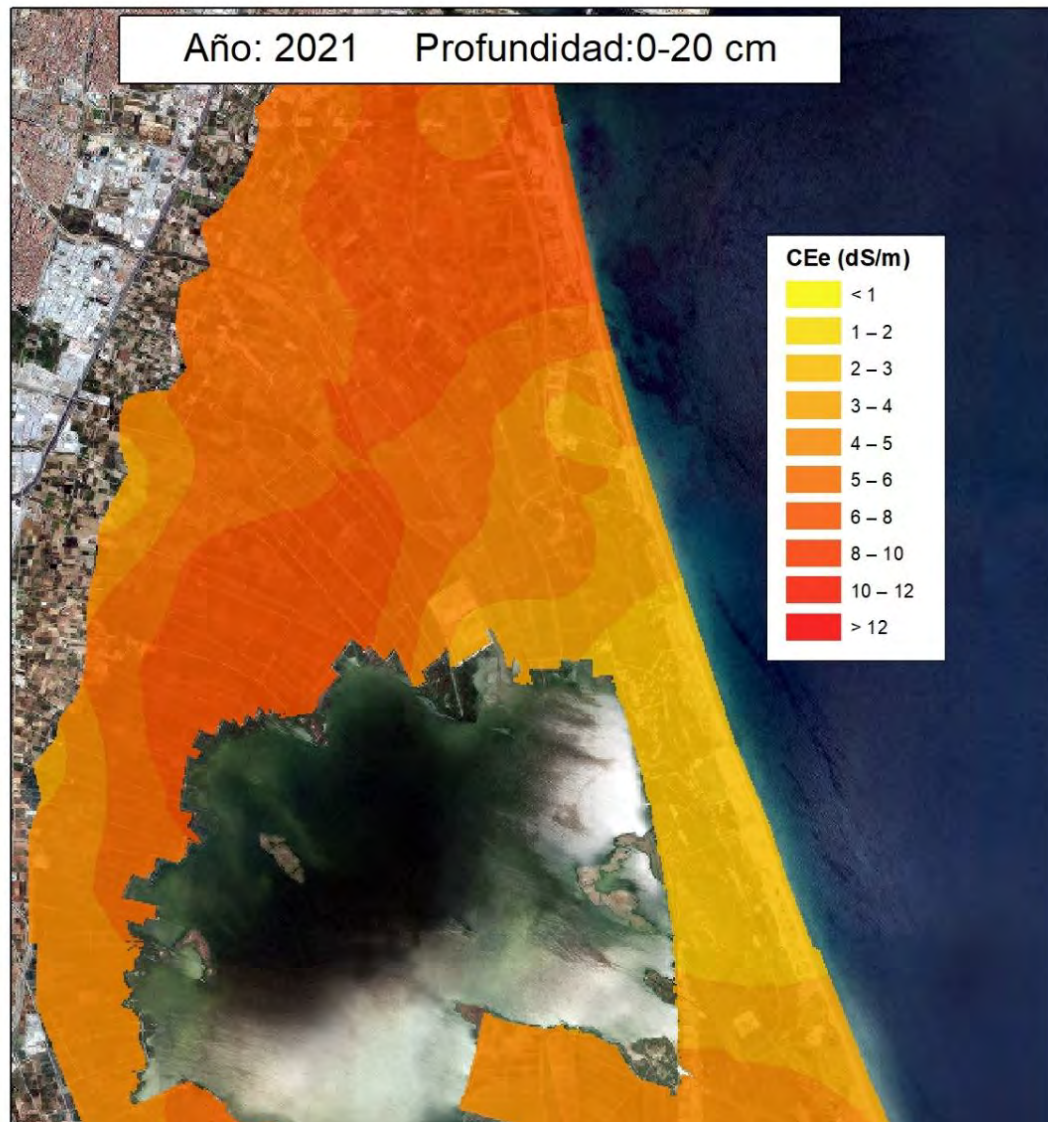 Año: 2021 Profundidad:0-20 cm
CEe (dS/m)
< 1
1 – 2
2 – 3
3 – 4
4 – 5
5 – 6
6 – 8
8 – 10
10 – 12
> 12